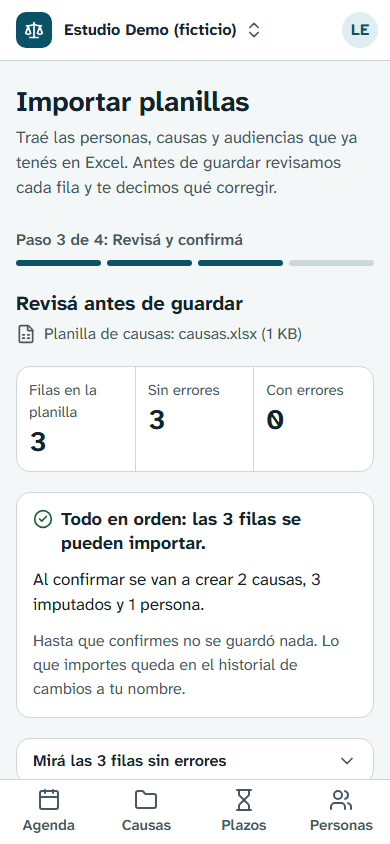 Estudio Demo (ficticio)
LE
Importar planillas
Traé las personas, causas y audiencias que ya
tenés en Excel. Antes de guardar revisamos
cada fila y te decimos qué corregir.
Paso 3 de 4: Revisá y confirmá
Revisá antes de guardar
Planilla de causas: causas.xlsx (1 KB)
Filas en la
planilla
3
Sin errores
3
Con errores
0
Todo en orden: las 3 filas se
pueden importar.
Al confirmar se van a crear 2 causas, 3
imputados y 1 persona.
Hasta que confirmes no se guardó nada. Lo
que importes queda en el historial de
cambios a tu nombre.
Mirá las 3 filas sin errores
Agenda
Causas
Plazos
Personas